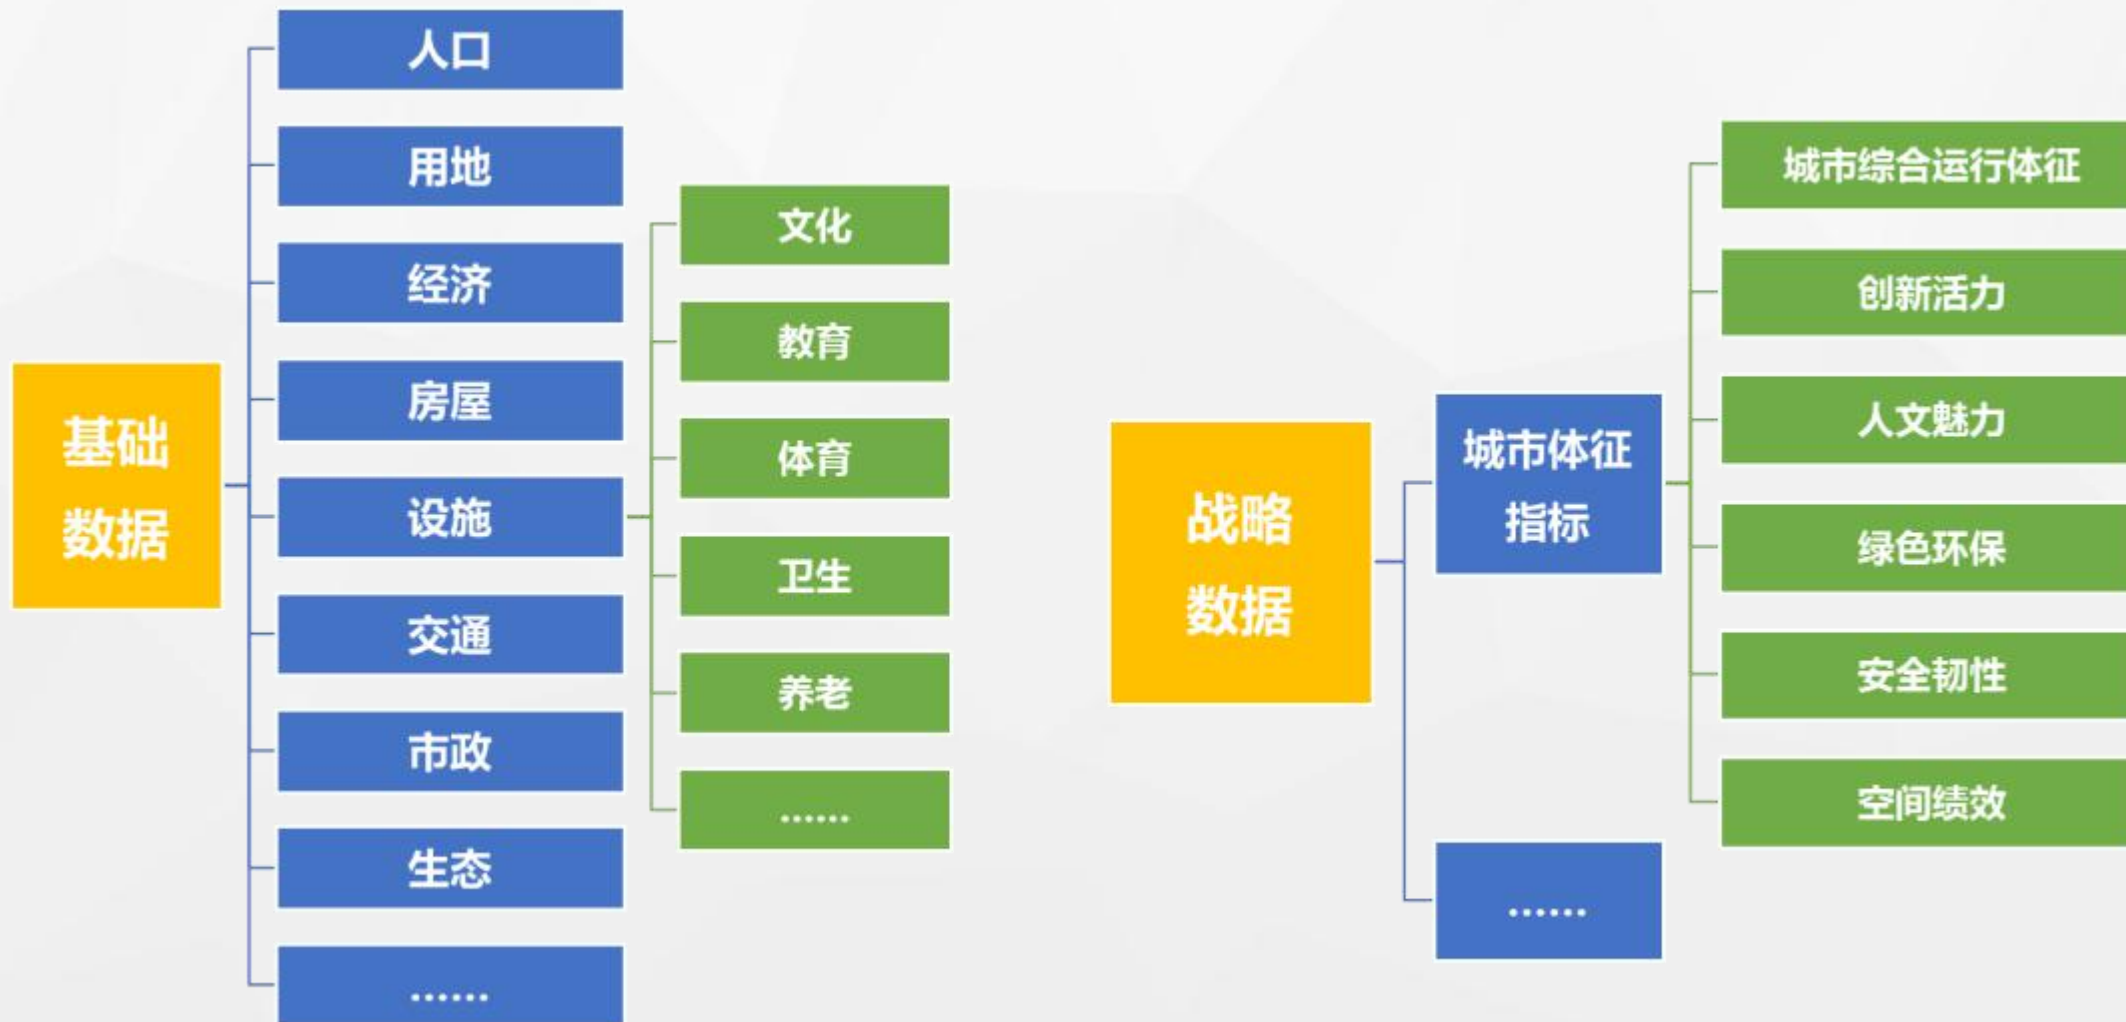 基础
数据
人口
用地
经济
房屋
设施
交通
市政
生态
……
文化
教育
体育
卫生
养老
……
战略
数据
城市体征
指标
……
城市综合运行体征
创新活力
人文魅力
绿色环保
安全韧性
空间绩效